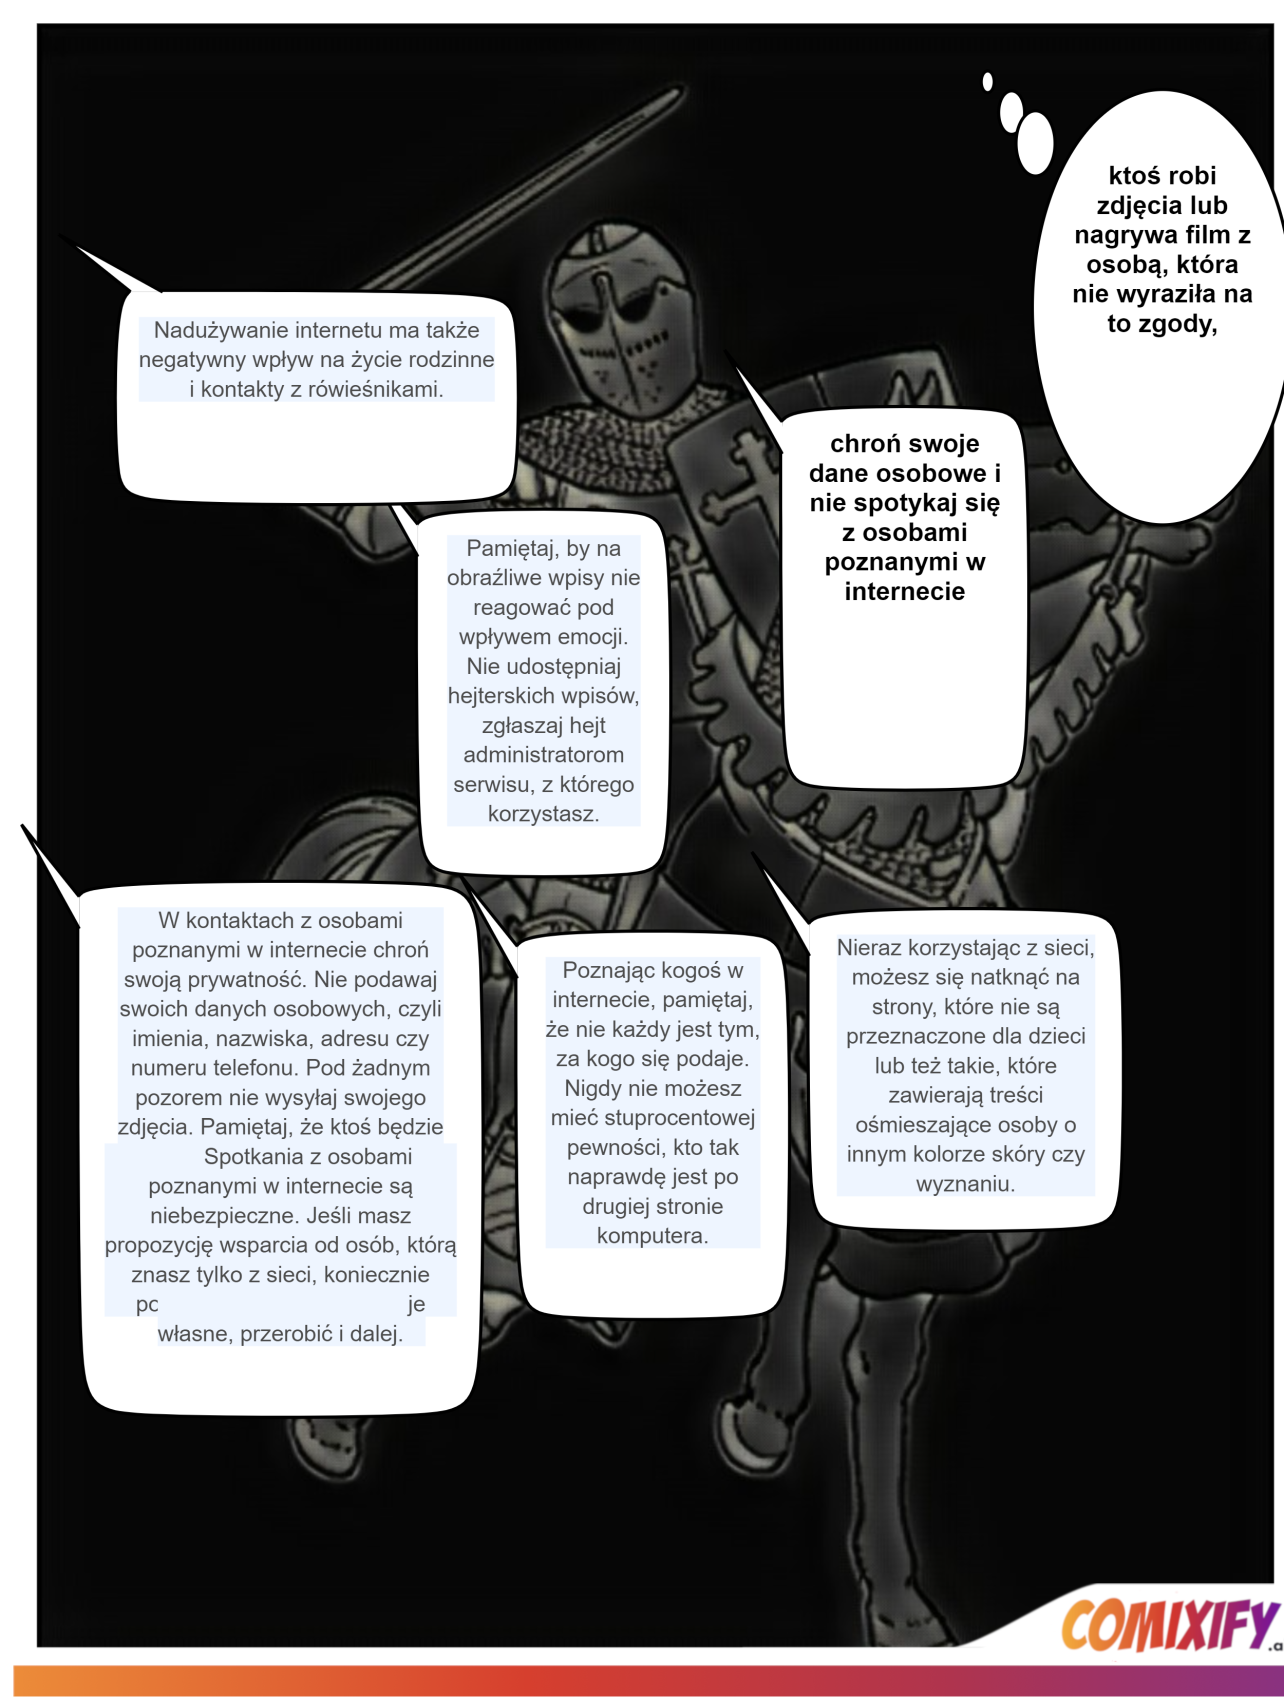 ktoś robi
zdjęcia lub
nagrywa film z
osobą, która
nie wyraziła na
to zgody,
Nadużywanie internetu ma także
negatywny wpływ na życie rodzinne
i kontakty z rówieśnikami.
chroń swoje
dane osobowe i
nie spotykaj się
z osobami
poznanymi w
internecie
Pamiętaj, by na
obraźliwe wpisy nie
reagować pod
wpływem emocji.
Nie udostępniaj
hejterskich wpisów,
zgłaszaj hejt
administratorom
serwisu, z którego
korzystasz.
W kontaktach z osobami
poznanymi w internecie chroń
swoją prywatność. Nie podawaj
swoich danych osobowych, czyli
imienia, nazwiska, adresu czy
numeru telefonu. Pod żadnym
pozorem nie wysyłaj swojego
zdjęcia. Pamiętaj, że ktoś będzie
Spotkania z osobami
poznanymi w internecie są
niebezpieczne. Jeśli masz
propozycję wsparcia od osób, którą
znasz tylko z sieci, koniecznie
je
własne, przerobić i dalej.
Poznając kogoś w
internecie, pamiętaj,
że nie każdy jest tym,
za kogo się podaje.
Nigdy nie możesz
mieć stuprocentowej
pewności, kto tak
naprawdę jest po
drugiej stronie
komputera.
Nieraz korzystając z sieci,
możesz się natknąć na
strony, które nie są
przeznaczone dla dzieci
lub też takie, które
zawierają treści
ośmieszające osoby o
innym kolorze skóry czy
wyznaniu.
COMIXIFY